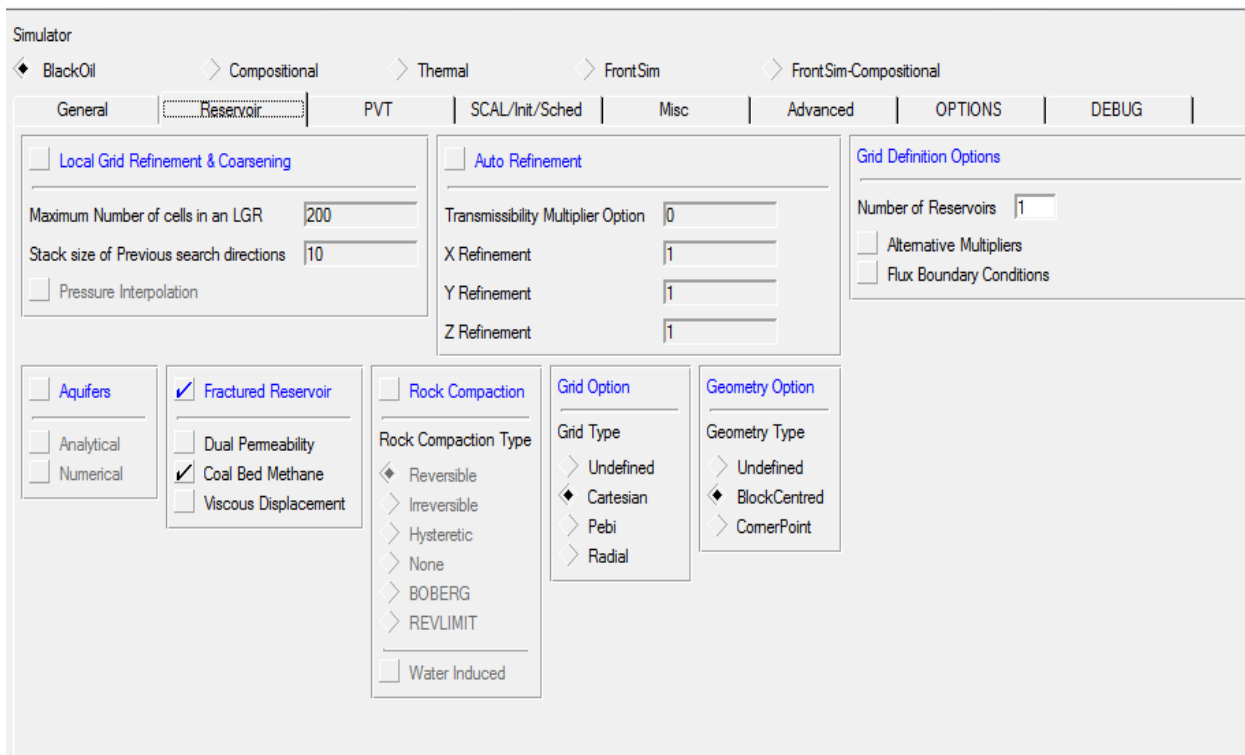 Simulator
BlackOil Compositional Thermal FrontSim FrontSim-Compositional
General Reservoir PVT SCAL/Init/Sched Misc Advanced OPTIONS DEBUG
Local Grid Refinement & Coarsening
Maximum Number of cells in an LGR 200
Stack size of Previous search directions 10
Pressure Interpolation
Auto Refinement
Transmissibility Multiplier Option 0
X Refinement 1
Y Refinement 1
Z Refinement 1
Grid Definition Options
Number of Reservoirs 1
Alternative Multipliers
Flux Boundary Conditions
Aquifers
Analytical
Numerical
Fractured Reservoir
Dual Permeability
Coal Bed Methane
Viscous Displacement
Rock Compaction
Rock Compaction Type
Reversible
Irreversible
Hysteretic
None
BOBERG
REVLIMIT
Water Induced
Grid Option
Grid Type
Undefined
Cartesian
Pebi
Radial
Geometry Option
Geometry Type
Undefined
BlockCentred
CornerPoint